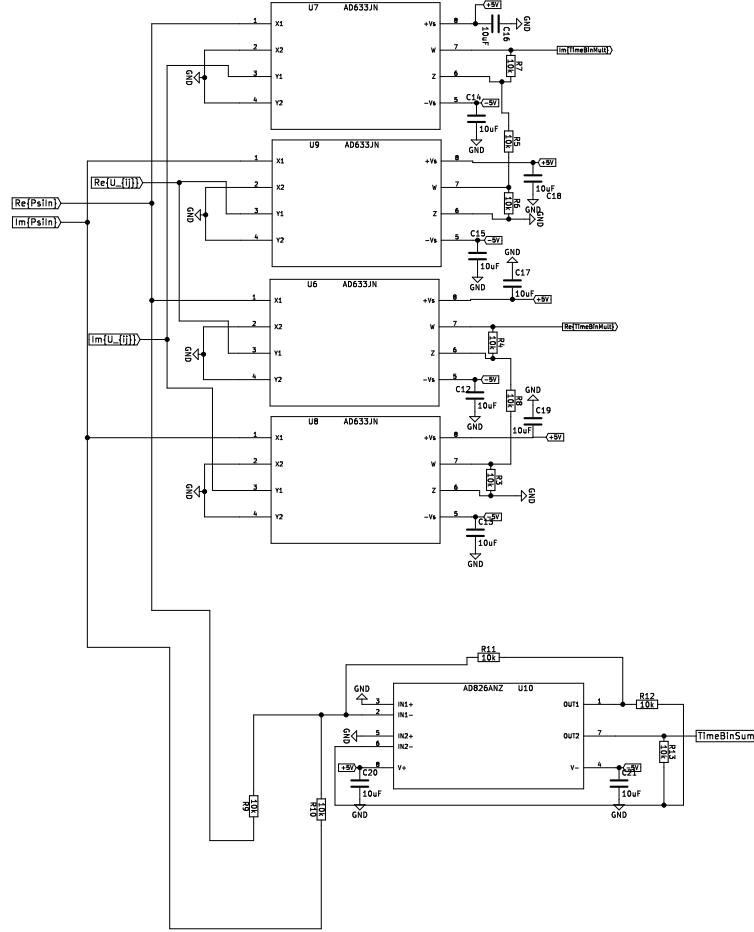 U7 AD633JN
+5V
1 X1 +Vs 8
C16
10uF
GND
2 X2 W 7
Im{TimeBinMult}
R7
10k
GND
3 Y1 Z 6
4 Y2 -Vs 5
C14
-5V
10uF
GND
R5
10k
U9 AD633JN
1 X1 +Vs 8
+5V
Re{U_{ij}}
2 X2 W 7
10uF
C18
GND
Re{PsiIn}
R6
10k
GND
3 Y1 Z 6
GND
Im{PsiIn}
4 Y2 -Vs 5
C15
-5V
10uF
GND
GND
C17
10uF
U6 AD633JN
1 X1 +Vs 8
+5V
2 X2 W 7
Re{TimeBinMult}
Im{U_{ij}}
R4
10k
GND
3 Y1 Z 6
4 Y2 -Vs 5
C12
-5V
10uF
GND
R8
10k
GND
C19
10uF
U8 AD633JN
1 X1 +Vs 8
+5V
2 X2 W 7
R3
10k
GND
3 Y1 Z 6
GND
4 Y2 -Vs 5
-5V
C13
10uF
GND
R11
10k
GND
AD826ANZ U10
3 IN1+ OUT1 1
R12
10k
2 IN1-
GND
5 IN2+ OUT2 7
TimeBinSum
6 IN2-
R13
10k
+5V
8 V+ V- 4
-5V
C20
10uF
GND
C21
10uF
GND
R9
10k
R10
10k